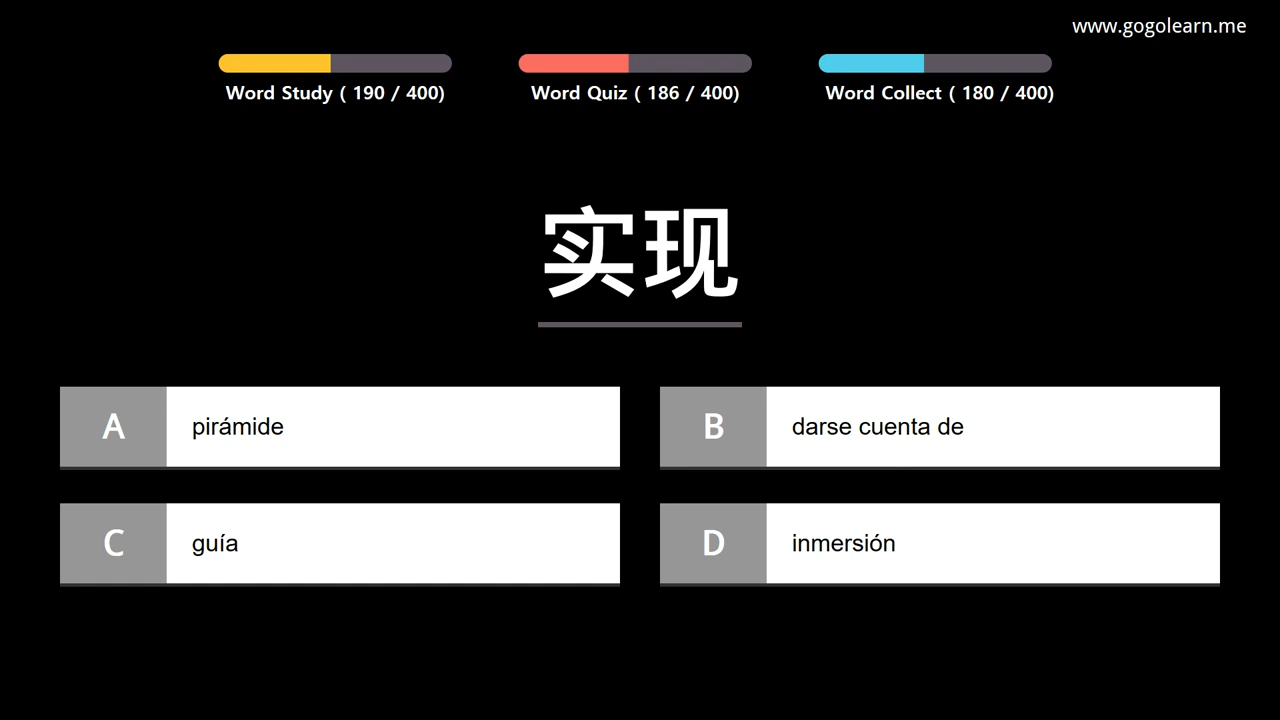 www.gogolearn.me
Word Study ( 190 / 400)
Word Quiz ( 186 / 400)
Word Collect ( 180 / 400)
实现
A pirámide
B darse cuenta de
C guía
D inmersión